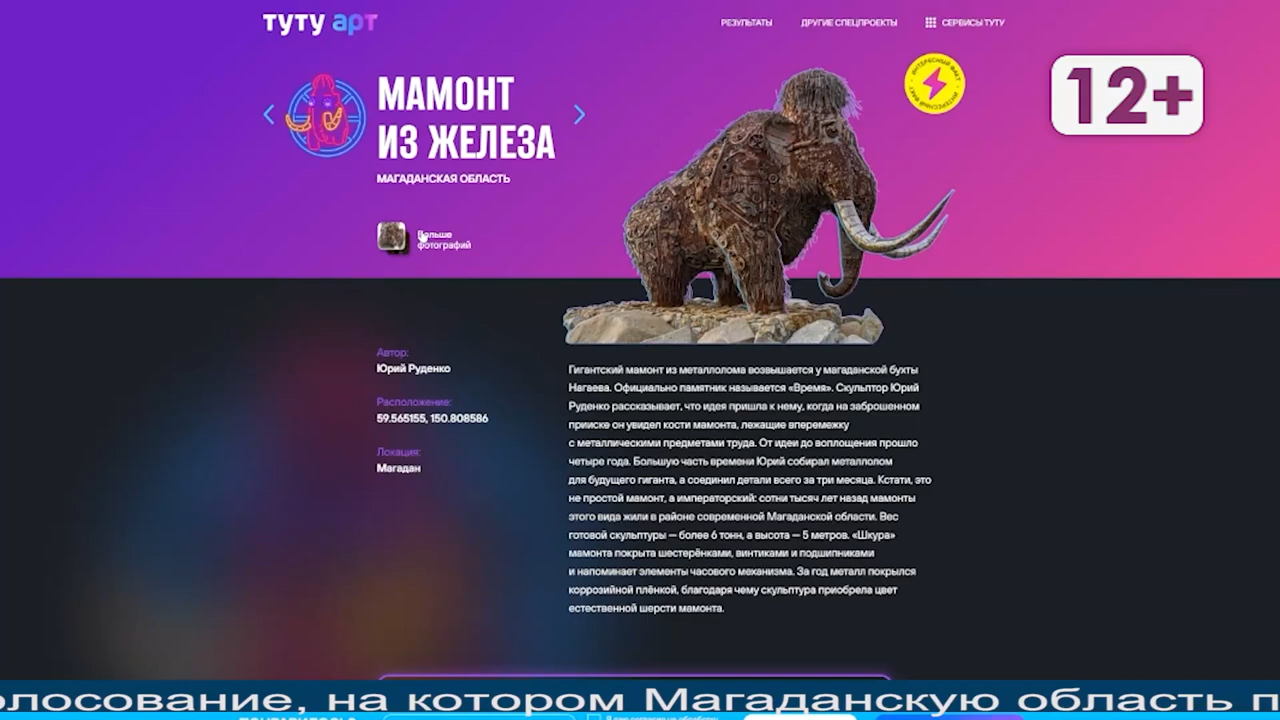 туту арт
РЕЗУЛЬТАТЫ
ДРУГИЕ СПЕЦПРОЕКТЫ
СЕРВИСЫ ТУТУ
ИНТЕРЕСНЫЙ ФАКТ · ИНТЕРЕСНЫЙ ФАКТ ·
12+
МАМОНТ
ИЗ ЖЕЛЕЗА
МАГАДАНСКАЯ ОБЛАСТЬ
Больше
фотографий
Автор:
Юрий Руденко
Расположение:
59.565155, 150.808586
Локация:
Магадан
Гигантский мамонт из металлолома возвышается у магаданской бухты
Нагаева. Официально памятник называется «Время». Скульптор Юрий
Руденко рассказывает, что идея пришла к нему, когда на заброшенном
прииске он увидел кости мамонта, лежащие вперемежку
с металлическими предметами труда. От идеи до воплощения прошло
четыре года. Большую часть времени Юрий собирал металлолом
для будущего гиганта, а соединил детали всего за три месяца. Кстати, это
не простой мамонт, а императорский: сотни тысяч лет назад мамонты
этого вида жили в районе современной Магаданской области. Вес
готовой скульптуры — более 6 тонн, а высота — 5 метров. «Шкура»
мамонта покрыта шестерёнками, винтиками и подшипниками
и напоминает элементы часового механизма. За год металл покрылся
коррозийной плёнкой, благодаря чему скульптура приобрела цвет
естественной шерсти мамонта.
олосование, на котором Магаданскую область п